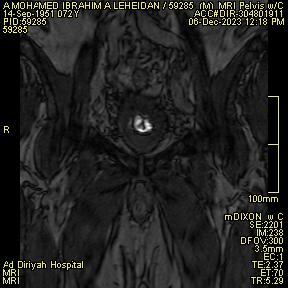 A MOHAMED IBRAHIM A LEHEIDAN / 59285 (M) MRI Pelvis w/C
14-Sep-1951 072Y ACC#DIR-304801911
PID:59285 06-Dec-2023 12:18 PM
59285
R
100mm
mDIXON_w C
SE:2201
IM:238
DFOV:300
3.5mm
EC:1
Ad Diriyah Hospital TE:2.37
MRI ET:70
MRI TR:5.29